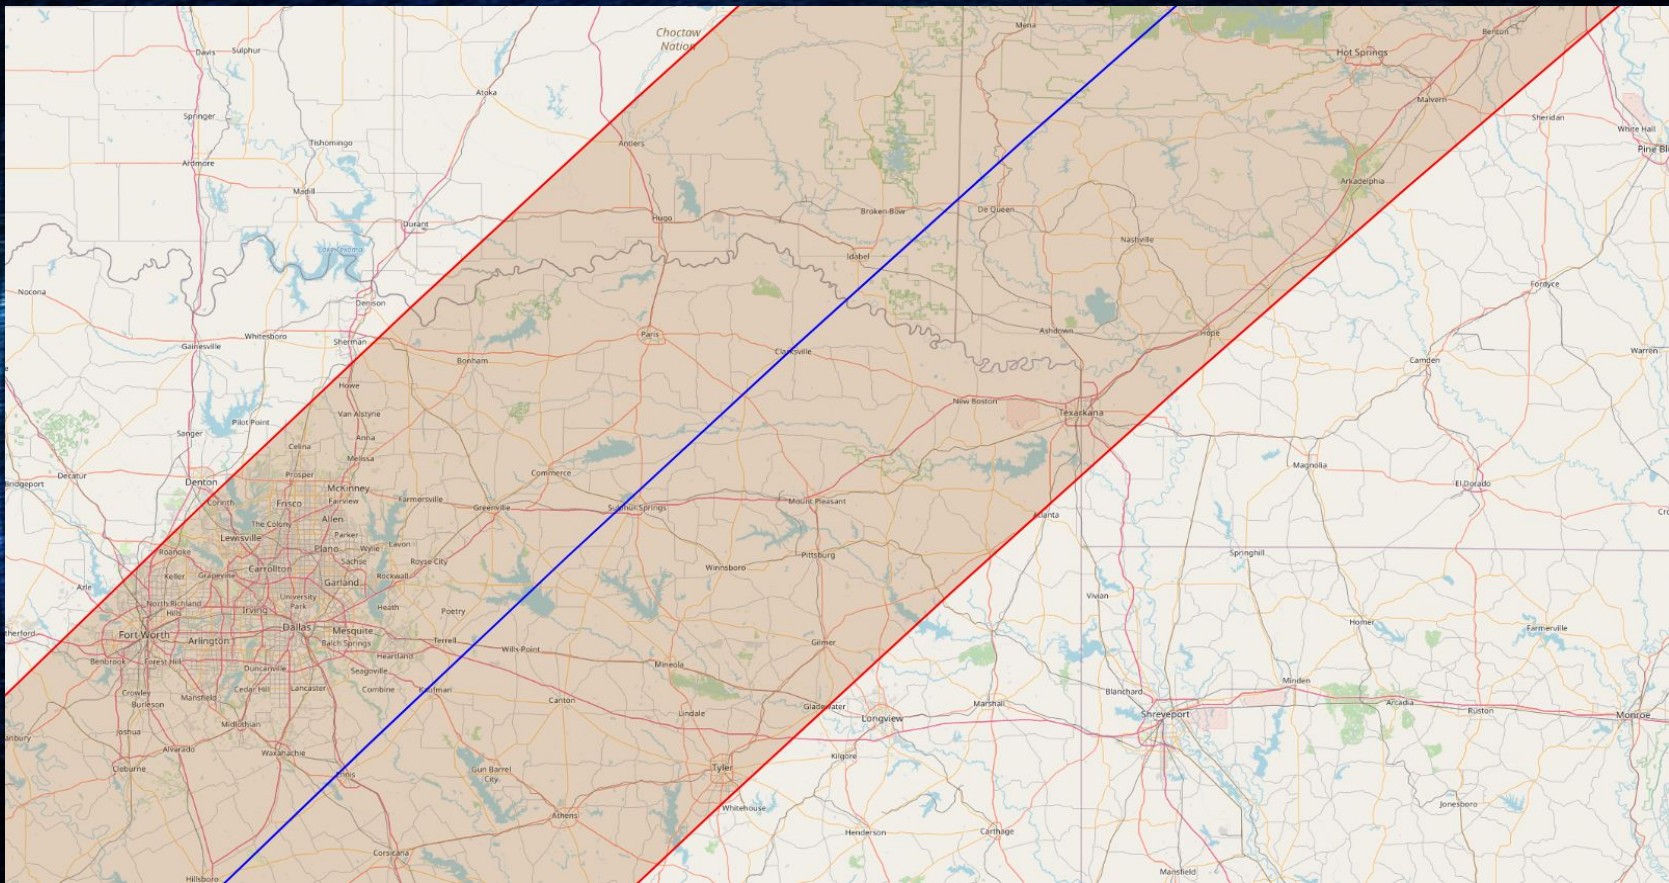 Choctaw
Nation
Mena
Benton
Davis
Sulphur
Hot Springs
Atoka
Malvern
Springer
Sheridan
White Hall
Tishomingo
Antlers
Pine Bl
Ardmore
Madill
Arkadelphia
Durant
Hugo
Broken Bow
De Queen
Nashville
Idabel
Nocona
Denison
Fordyce
Whitesboro
Sherman
Gainesville
Paris
Ashdown
Hope
Bonham
Clarksville
Camden
Warren
Howe
New Boston
Van Alstyne
Texarkana
Pilot Point
Sanger
Anna
Celina
Melissa
Magnolia
Decatur
Prosper
Commerce
Bridgeport
Denton
McKinney
El Dorado
Corinth
Frisco
Fairview
Farmersville
Mount Pleasant
Greenville
Sulphur Springs
Atlanta
The Colony
Allen
Lewisville
Parker
Roanoke
Plano
Wylie
Lavon
Springhill
Sachse
Royse City
Pittsburg
Carrollton
Winnsboro
Keller
Grapevine
Rockwall
Azle
Garland
University
Park
Vivian
North Richland
Hills
Irving
Heath
Poetry
Homer
Farmerville
therford
Fort Worth
Arlington
Dallas
Mesquite
Balch Springs
Terrell
Gilmer
Heartland
Wills Point
Benbrook
Forest Hill
Duncanville
Seagoville
Mineola
Minden
Crowley
Burleson
Mansfield
Cedar Hill
Lancaster
Combine
Kaufman
Canton
Blanchard
Gladewater
Marshall
Arcadia
Lindale
Longview
Shreveport
Ruston
Monroe
Midlothian
Joshua
anbury
Alvarado
Waxahachie
Kilgore
Cleburne
Ennis
Gun Barrel
City
Tyler
Whitehouse
Jonesboro
Athens
Henderson
Carthage
Corsicana
Mansfield
Hillsboro